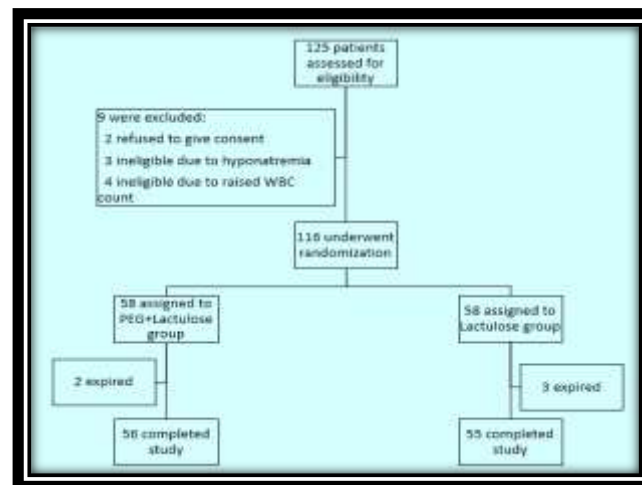 125 patients
assessed for
eligibility
9 were excluded:
2 refused to give consent
3 ineligible due to hyponatremia
4 ineligible due to raised WBC
count
116 underwent
randomization
58 assigned to
PEG+Lactulose
group
58 assigned to
Lactulose group
2 expired
3 expired
56 completed
study
55 completed
study